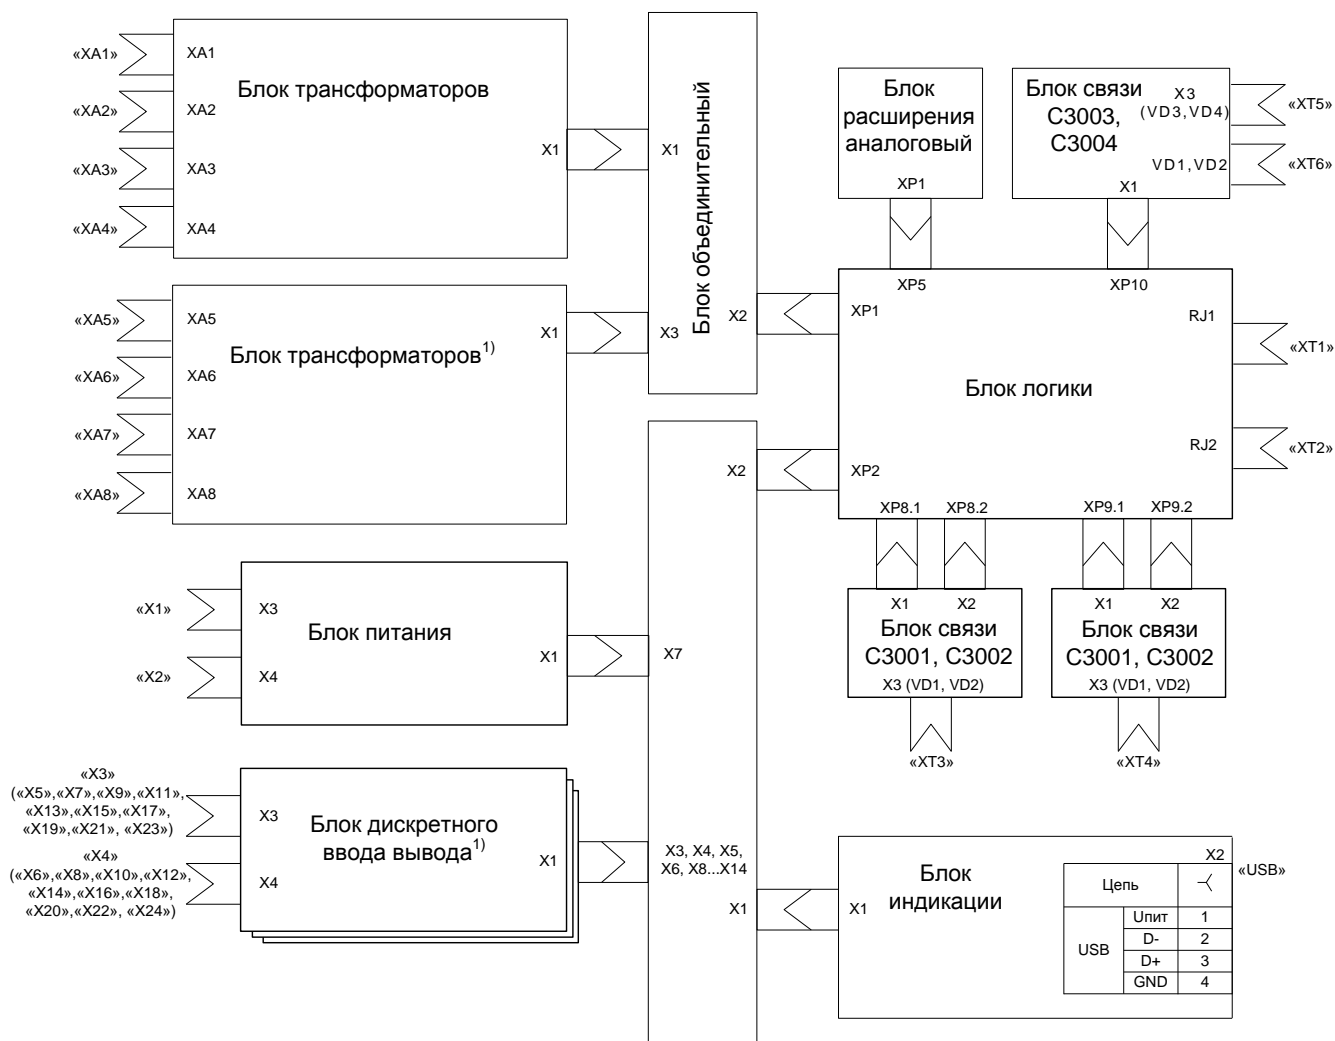 «XA1»
XA1
«XA2»
XA2
«XA3»
XA3
«XA4»
XA4
Блок трансформаторов
X1
X1
Блок объединительный
X3
X2
«XA5»
XA5
«XA6»
XA6
«XA7»
XA7
«XA8»
XA8
Блок трансформаторов1)
X1
Блок
расширения
аналоговый
XP1
Блок связи
С3003,
С3004
X3
(VD3,VD4)
VD1,VD2
X1
«XT5»
«XT6»
XP5
XP10
XP1
RJ1
«XT1»
Блок логики
XP2
RJ2
«XT2»
XP8.1
XP8.2
XP9.1
XP9.2
X1
X2
Блок связи
С3001, С3002
X3 (VD1, VD2)
«XT3»
X1
X2
Блок связи
С3001, С3002
X3 (VD1, VD2)
«XT4»
«X1»
X3
«X2»
X4
Блок питания
X1
X2
X7
X3, X4, X5,
X6, X8...X14
X1
«X3»
(«X5»,«X7»,«X9»,«X11»,
«X13»,«X15»,«X17»,
«X19»,«X21», «X23»)
X3
«X4»
(«X6»,«X8»,«X10»,«X12»,
«X14»,«X16»,«X18»,
«X20»,«X22», «X24»)
X4
Блок дискретного
ввода вывода1)
X1
X1
Блок
индикации
X2
«USB»
Цепь
USB
Uпит 1
D- 2
D+ 3
GND 4